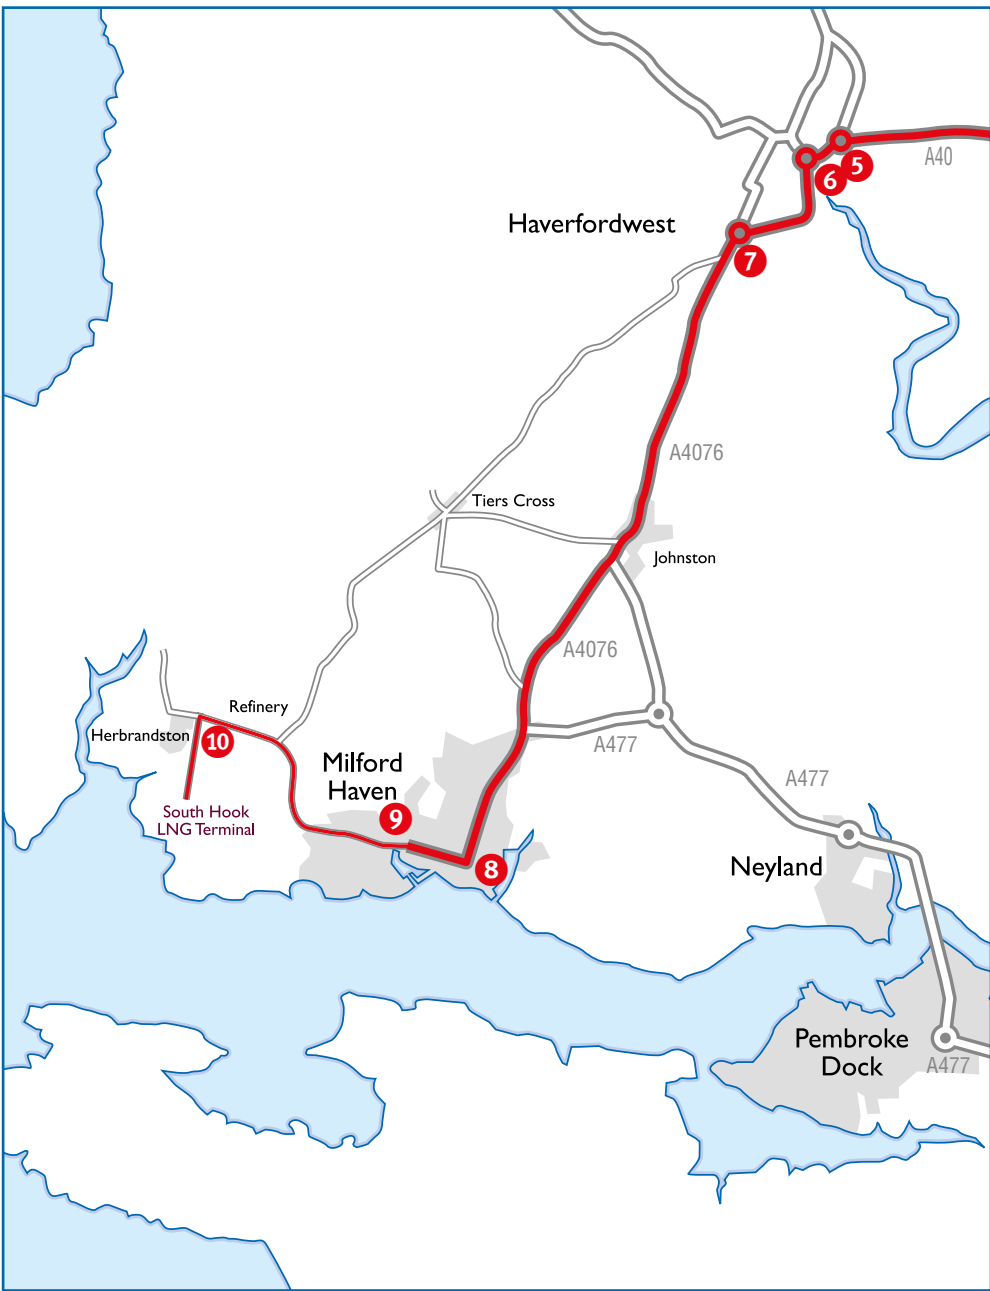 5
A40
6
Haverfordwest
7
A4076
Tiers Cross
Johnston
A4076
Refinery
Herbrandston
10
A477
Milford
Haven
A477
South Hook
LNG Terminal
9
8
Neyland
Pembroke
Dock
A477